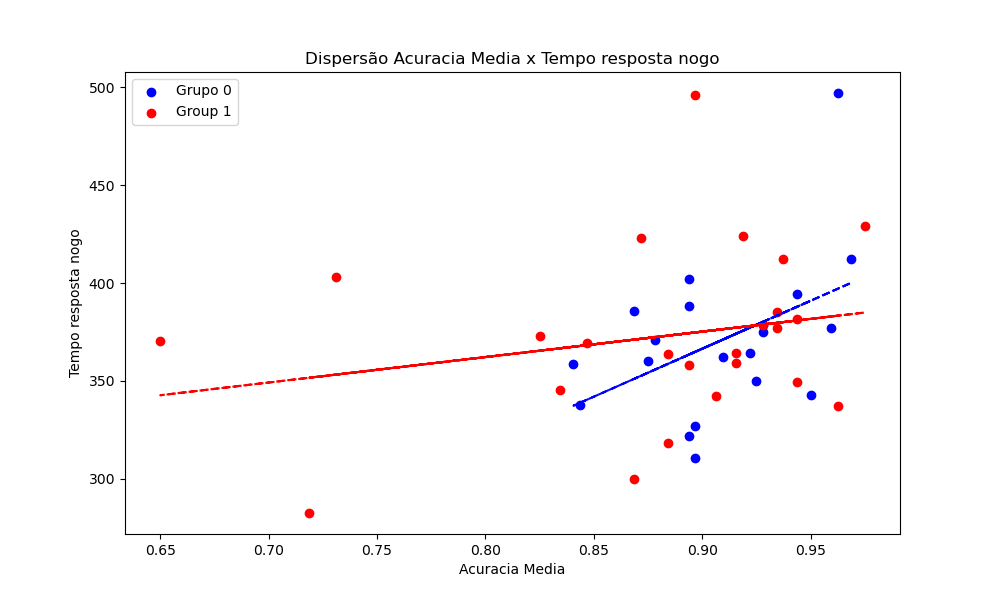 Dispersão Acuracia Media x Tempo resposta nogo
Grupo 0
Group 1
500
450
400
350
300
Tempo resposta nogo
0.65 0.70 0.75 0.80 0.85 0.90 0.95
Acuracia Media